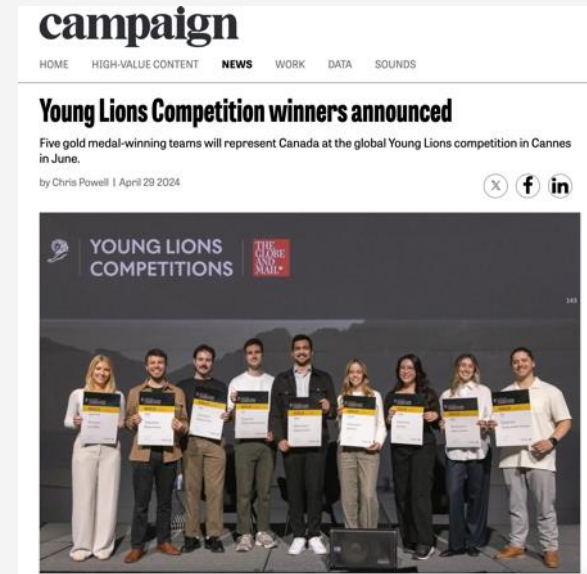 campaign
HOME HIGH-VALUE CONTENT NEWS WORK DATA SOUNDS
Young Lions Competition winners announced
Five gold medal-winning teams will represent Canada at the global Young Lions competition in Cannes
in June.
by Chris Powell | April 29 2024
X f in
YOUNG LIONS
COMPETITIONS
THE
GLOBE
AND
MAIL*